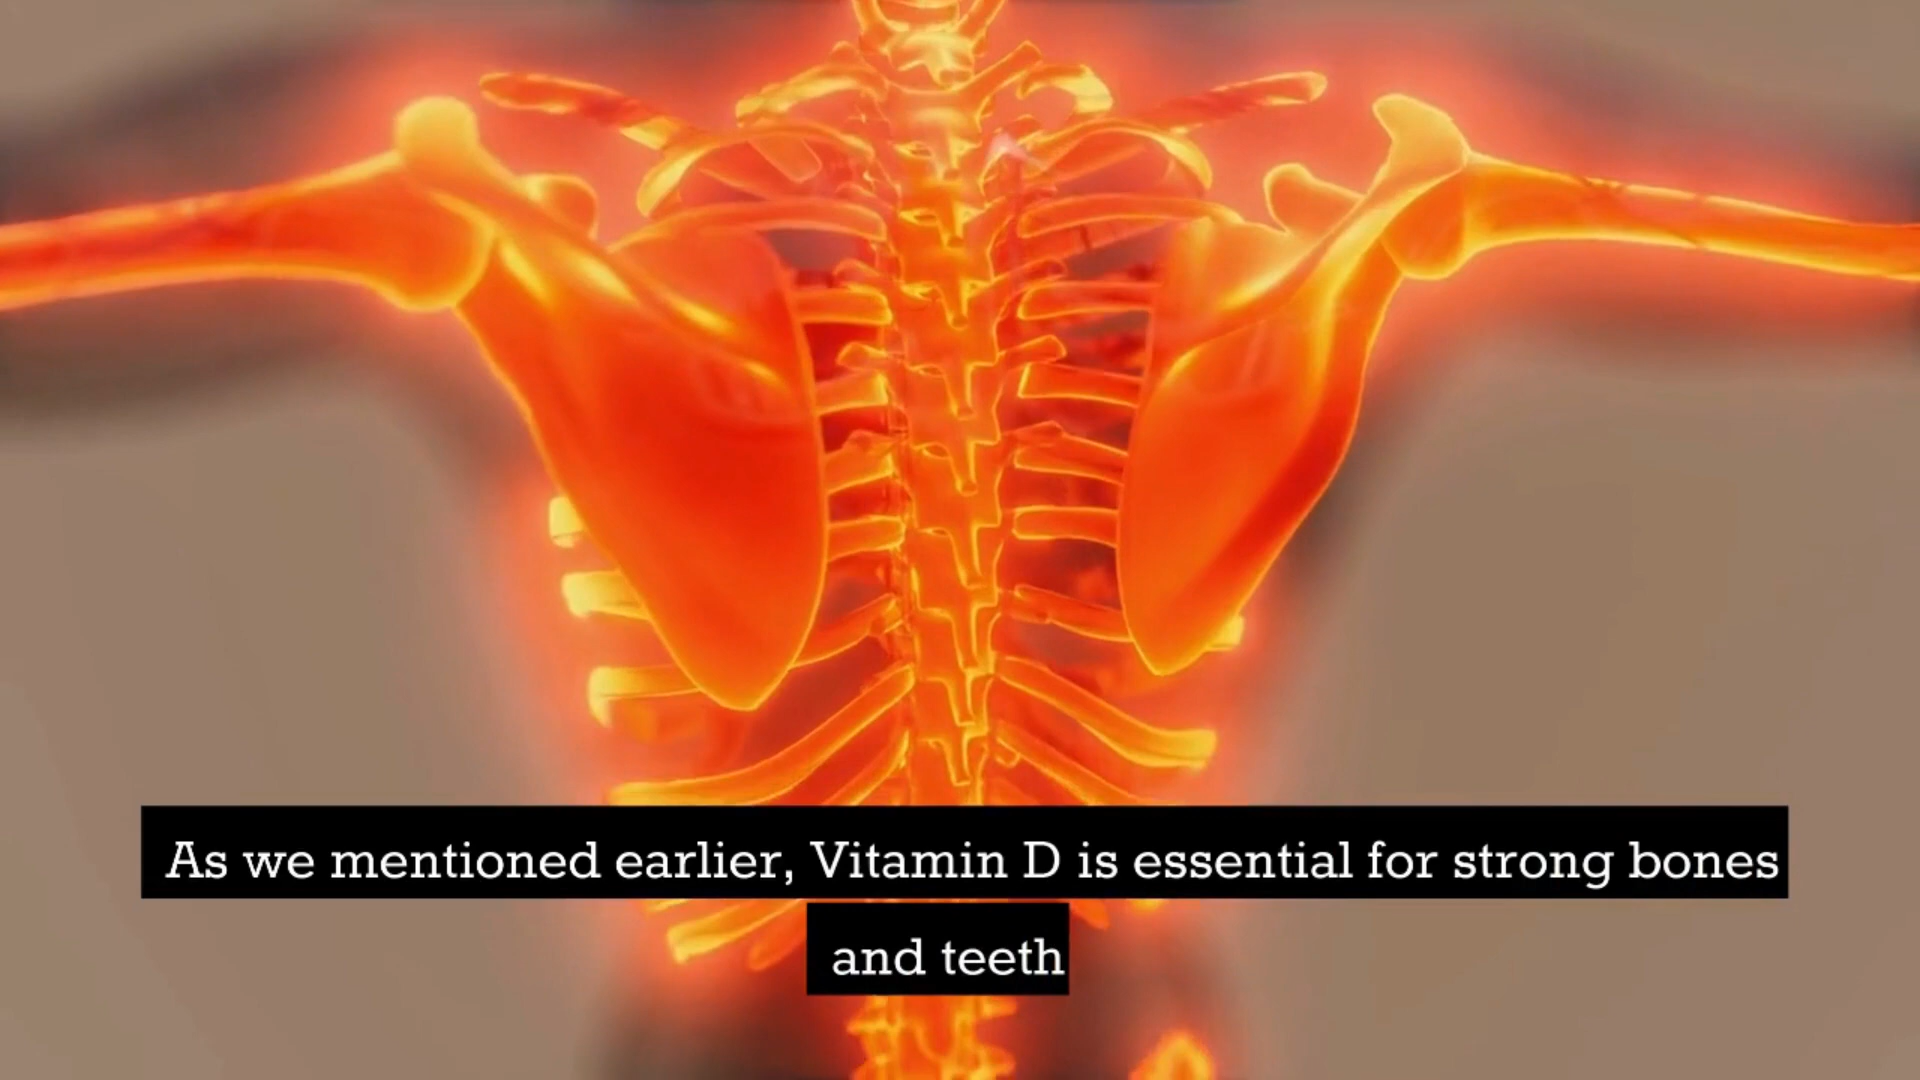 As we mentioned earlier, Vitamin D is essential for strong bones
and teeth